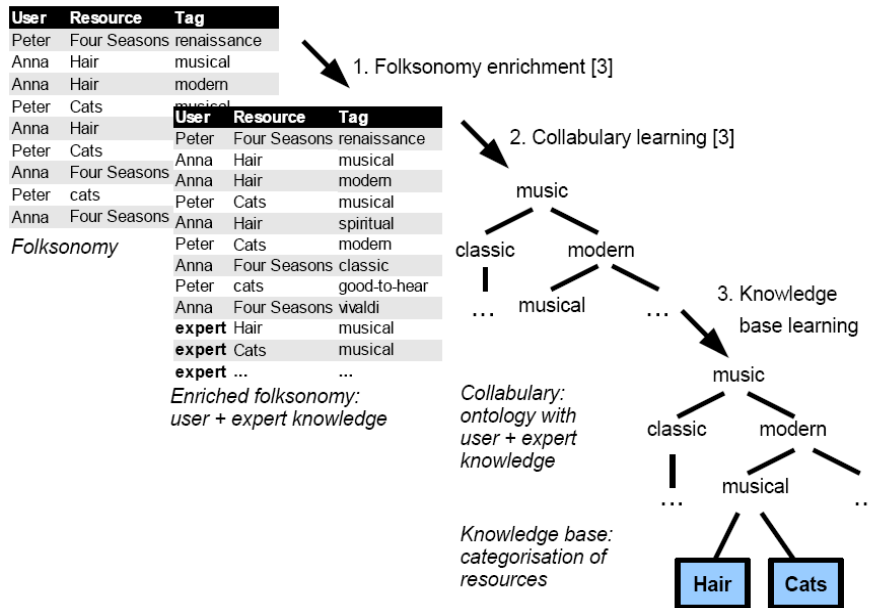 User Resource Tag
Peter Four Seasons renaissance
Anna Hair musical
Anna Hair modern
Peter Cats musical
Anna Hair
Peter Cats
Anna Four Seasons
Peter cats
Anna Four Seasons
Folksonomy
1. Folksonomy enrichment [3]
User Resource Tag
Peter Four Seasons renaissance
Anna Hair musical
Anna Hair modern
Peter Cats musical
Anna Hair spiritual
Peter Cats modern
Anna Four Seasons classic
Peter cats good-to-hear
Anna Four Seasons vivaldi
expert Hair musical
expert Cats musical
expert ... ...
Enriched folksonomy:
user + expert knowledge
2. Collabulary learning [3]
music
classic modern
... musical ...
Collabulary:
ontology with
user + expert
knowledge
3. Knowledge
base learning
music
classic modern
... musical ..
Hair Cats
Knowledge base:
categorisation of
resources